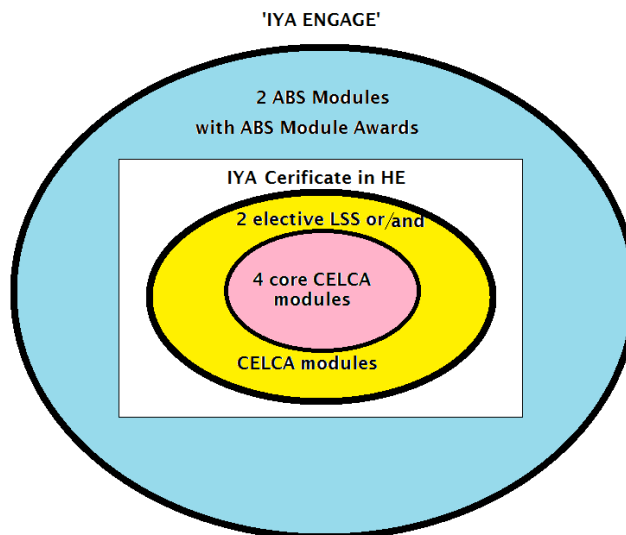 'IYA ENGAGE'
2 ABS Modules
with ABS Module Awards
IYA Cerificate in HE
2 elective LSS or/and
4 core CELCA
modules
CELCA modules